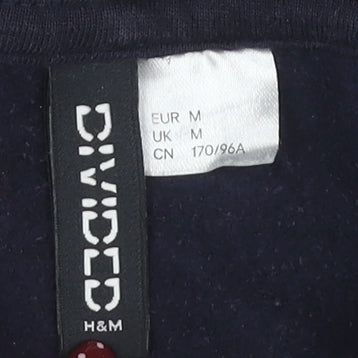 DIVIDED
H&M
EUR M
UK M
CN 170/96A